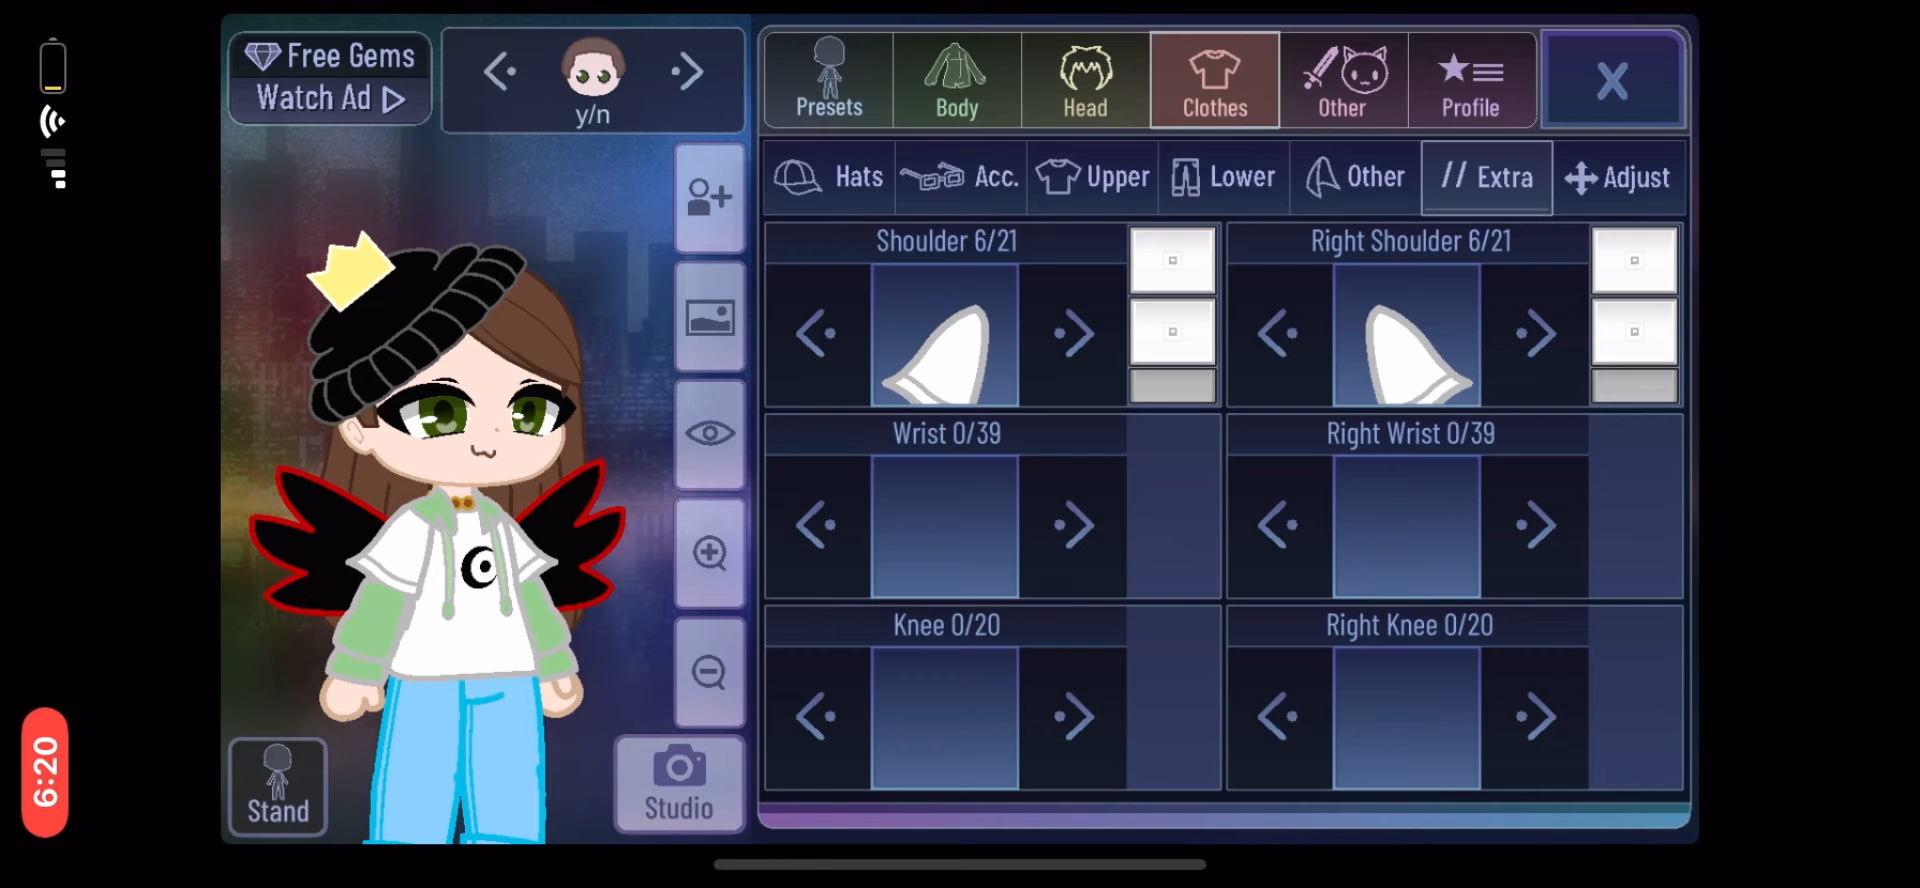 Free Gems
Watch Ad
y/n
Presets
Body
Head
Clothes
Other
Profile
X
Hats
Acc.
Upper
Lower
Other
// Extra
Adjust
Shoulder 6/21
Right Shoulder 6/21
Wrist 0/39
Right Wrist 0/39
Knee 0/20
Right Knee 0/20
Stand
Studio
6:20